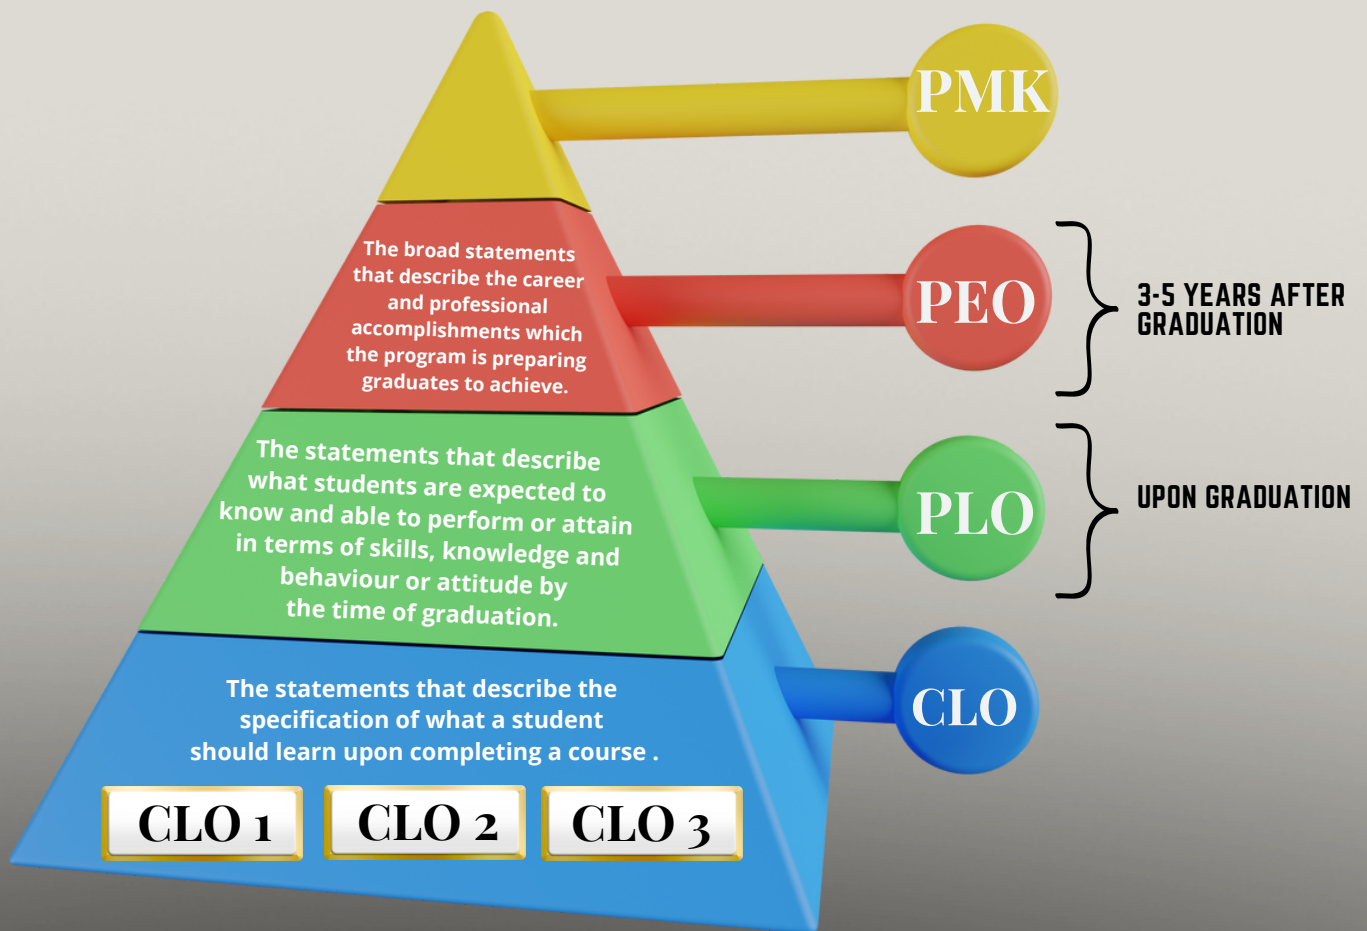 PMK
The broad statements
that describe the career
and professional
accomplishments which
the program is preparing
graduates to achieve.
PEO
3-5 YEARS AFTER
GRADUATION
The statements that describe
what students are expected to
know and able to perform or attain
in terms of skills, knowledge and
behaviour or attitude by
the time of graduation.
PLO
UPON GRADUATION
The statements that describe the
specification of what a student
should learn upon completing a course .
CLO
CLO 1
CLO 2
CLO 3